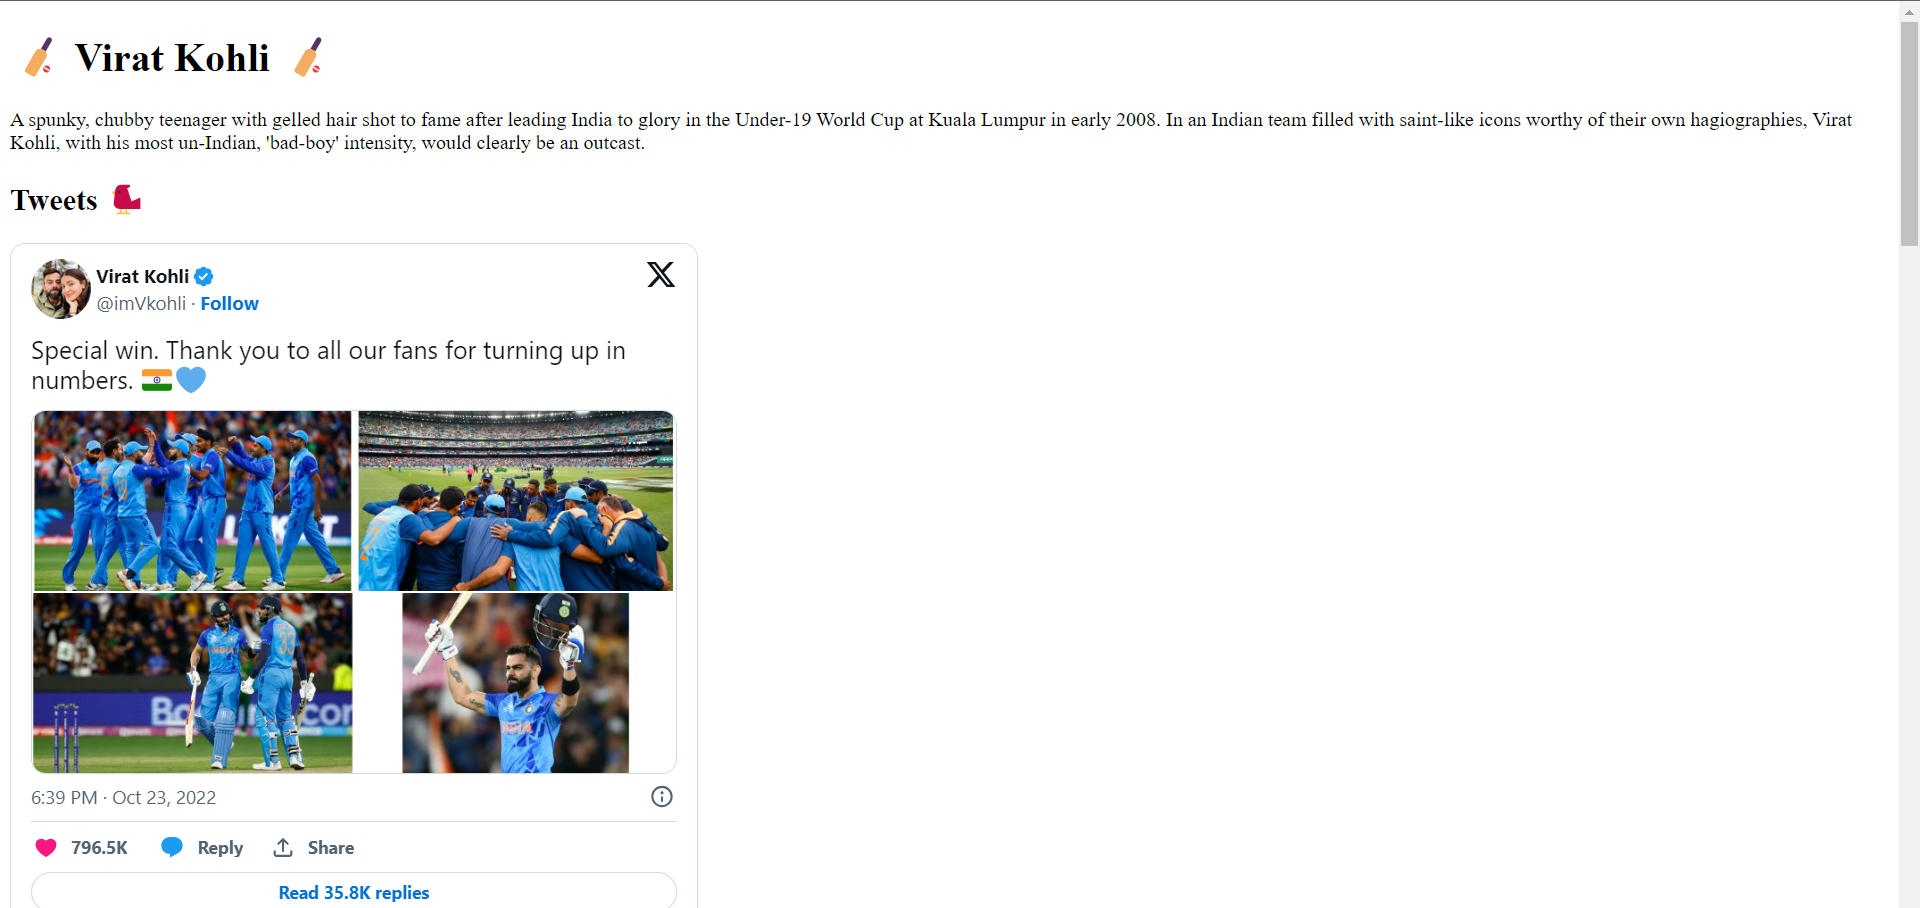 Virat Kohli
A spunky, chubby teenager with gelled hair shot to fame after leading India to glory in the Under-19 World Cup at Kuala Lumpur in early 2008. In an Indian team filled with saint-like icons worthy of their own hagiographies, Virat
Kohli, with his most un-Indian, 'bad-boy' intensity, would clearly be an outcast.
Tweets
Virat Kohli
@imVkohli · Follow
Special win. Thank you to all our fans for turning up in
numbers. 🇮🇳💙
INDIA
33
INDIA
6:39 PM · Oct 23, 2022
796.5K Reply Share
Read 35.8K replies